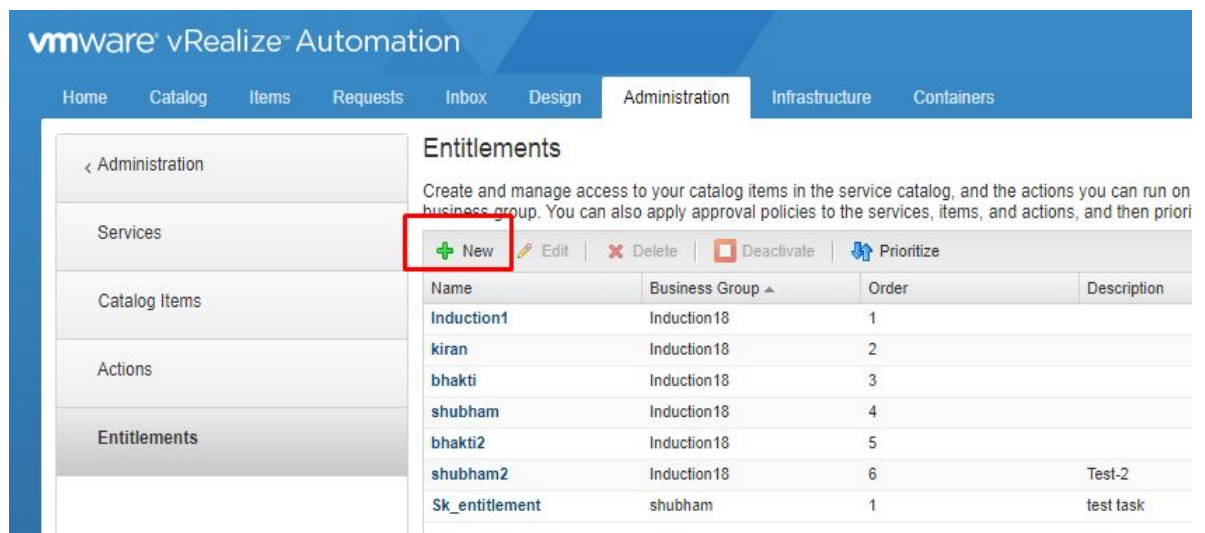 vmware® vRealize™ Automation
Home Catalog Items Requests Inbox Design Administration Infrastructure Containers
< Administration
Services
Catalog Items
Actions
Entitlements
Entitlements
Create and manage access to your catalog items in the service catalog, and the actions you can run on
business group. You can also apply approval policies to the services, items, and actions, and then priori
New Edit | Delete | Deactivate | Prioritize
Name Business Group Order Description
Induction1 Induction18 1
kiran Induction18 2
bhakti Induction18 3
shubham Induction18 4
bhakti2 Induction18 5
shubham2 Induction18 6 Test-2
Sk_entitlement shubham 1 test task